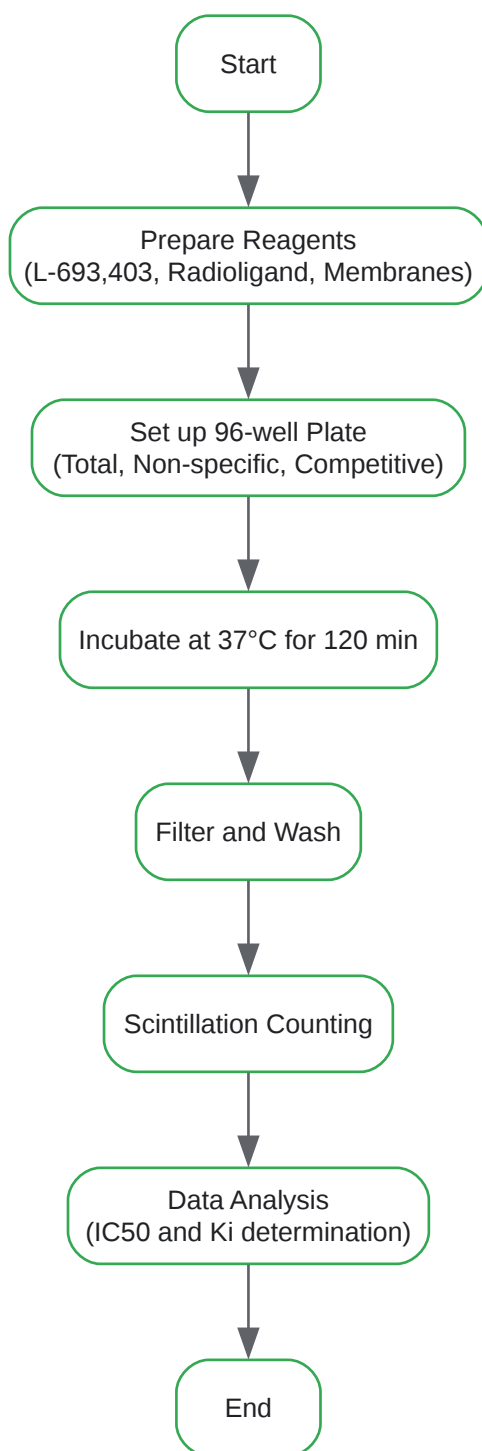 Start
Prepare Reagents
(L-693,403, Radioligand, Membranes)
Set up 96-well Plate
(Total, Non-specific, Competitive)
Incubate at 37°C for 120 min
Filter and Wash
Scintillation Counting
Data Analysis
(IC50 and Ki determination)
End